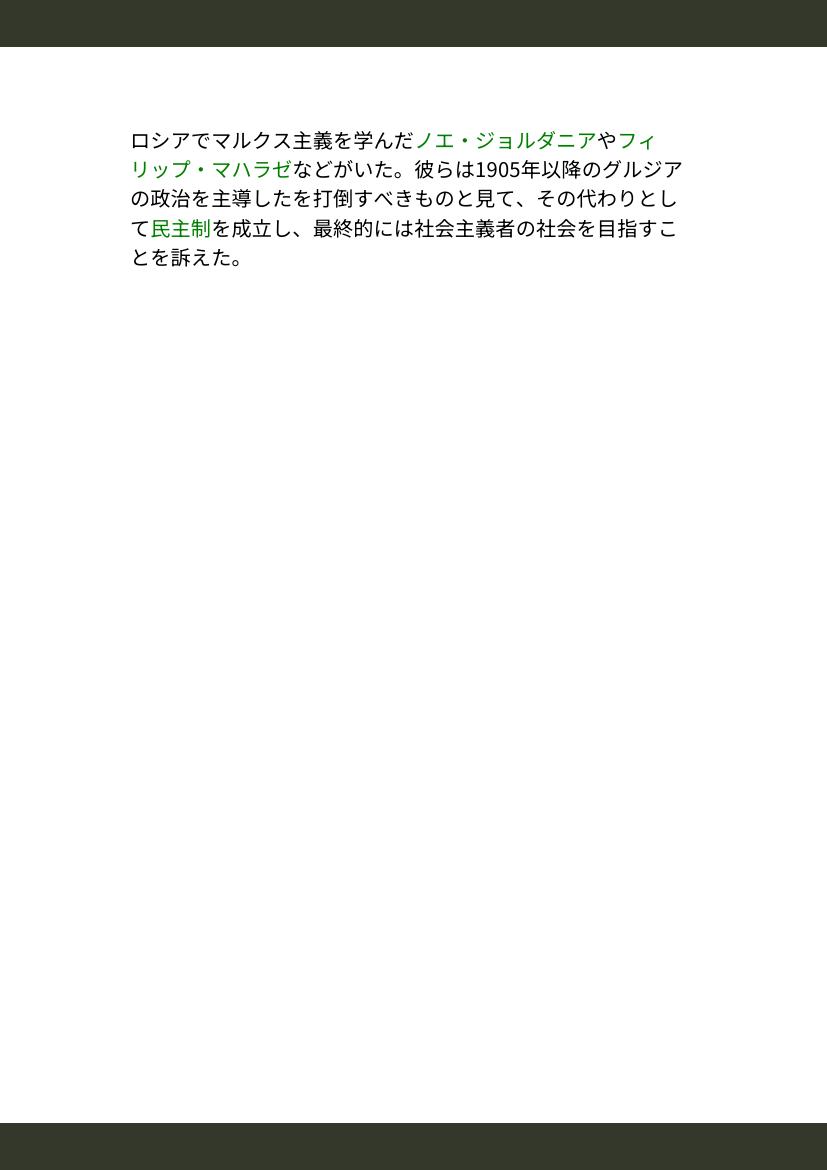 ロシアでマルクス主義を学んだノエ・ジョルダニアやフィ
リップ・マハラゼなどがいた。彼らは1905年以降のグルジア
の政治を主導したを打倒すべきものと見て、その代わりとし
て民主制を成立し、最終的には社会主義者の社会を目指すこ
とを訴えた。